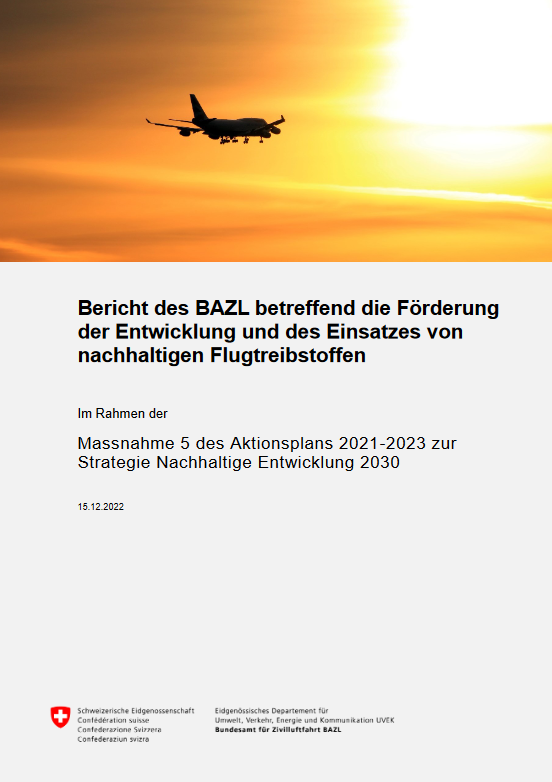 Bericht des BAZL betreffend die Förderung
der Entwicklung und des Einsatzes von
nachhaltigen Flugtreibstoffen
Im Rahmen der
Massnahme 5 des Aktionsplans 2021-2023 zur
Strategie Nachhaltige Entwicklung 2030
15.12.2022
Schweizerische Eidgenossenschaft
Confédération suisse
Confederazione Svizzera
Confederaziun svizra
Eidgenössisches Departement für
Umwelt, Verkehr, Energie und Kommunikation UVEK
Bundesamt für Zivilluftfahrt BAZL